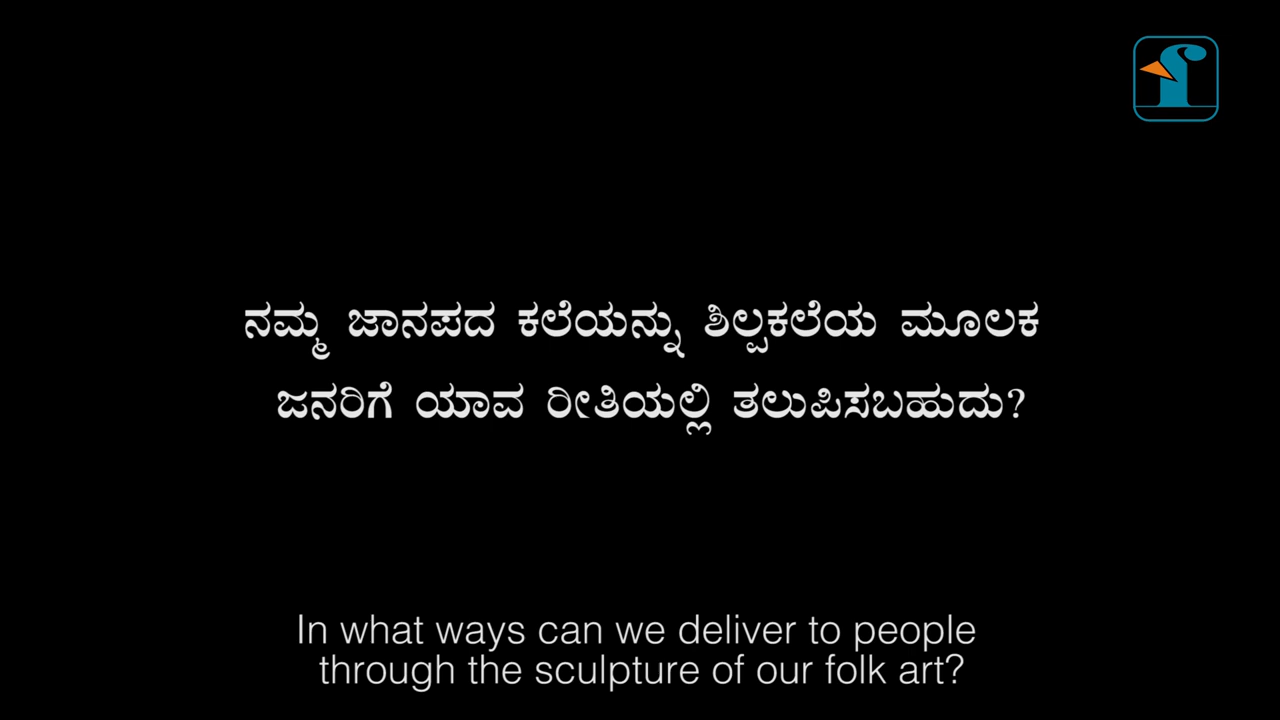 ನಮ್ಮ ಜಾನಪದ ಕಲೆಯನ್ನು ಶಿಲ್ಪಕಲೆಯ ಮೂಲಕ
ಜನರಿಗೆ ಯಾವ ರೀತಿಯಲ್ಲಿ ತಲುಪಿಸಬಹುದು?
In what ways can we deliver to people
through the sculpture of our folk art?